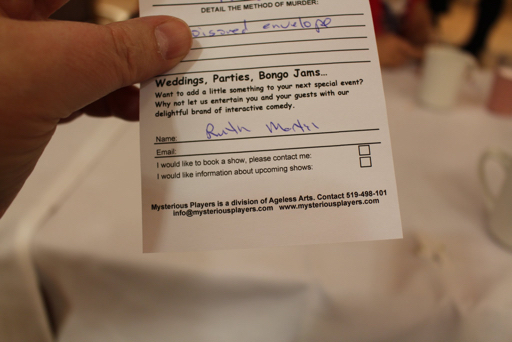 DETAIL THE METHOD OF MURDER:
envelope
Weddings, Parties, Bongo Jams...
Want to add a little something to your next special event?
Why not let us entertain you and your guests with our
delightful brand of interactive comedy.
Name: Ruth
Email:
I would like to book a show, please contact me:
I would like information about upcoming shows:
Mysterious Players is a division of Ageless Arts. Contact 519-498-101
info@mysteriousplayers.com www.mysteriousplayers.com